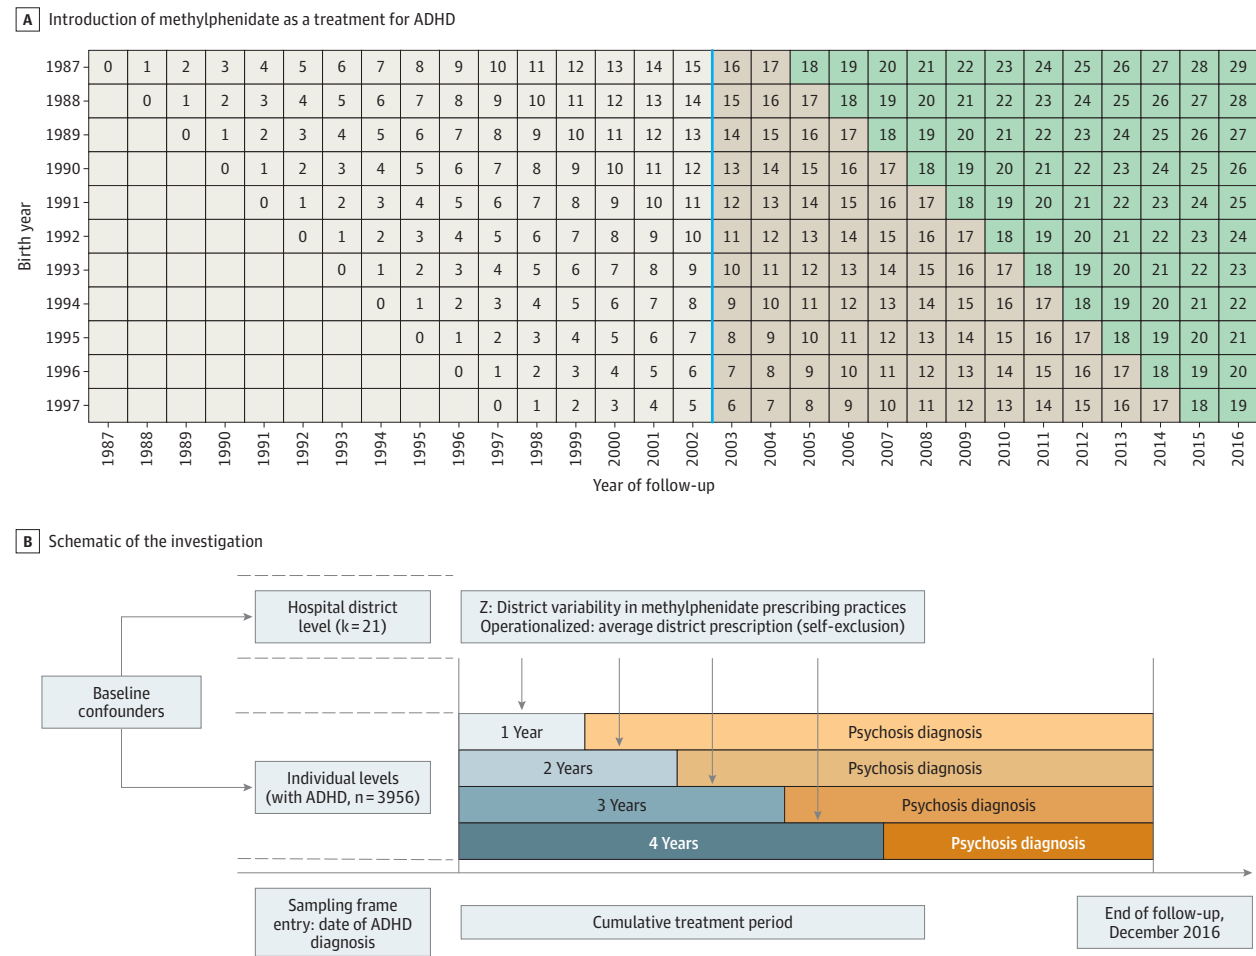 A Introduction of methylphenidate as a treatment for ADHD
Birth year
1987 0 1 2 3 4 5 6 7 8 9 10 11 12 13 14 15 16 17 18 19 20 21 22 23 24 25 26 27 28 29
1988 0 1 2 3 4 5 6 7 8 9 10 11 12 13 14 15 16 17 18 19 20 21 22 23 24 25 26 27 28
1989 0 1 2 3 4 5 6 7 8 9 10 11 12 13 14 15 16 17 18 19 20 21 22 23 24 25 26 27
1990 0 1 2 3 4 5 6 7 8 9 10 11 12 13 14 15 16 17 18 19 20 21 22 23 24 25 26
1991 0 1 2 3 4 5 6 7 8 9 10 11 12 13 14 15 16 17 18 19 20 21 22 23 24 25
1992 0 1 2 3 4 5 6 7 8 9 10 11 12 13 14 15 16 17 18 19 20 21 22 23 24
1993 0 1 2 3 4 5 6 7 8 9 10 11 12 13 14 15 16 17 18 19 20 21 22 23
1994 0 1 2 3 4 5 6 7 8 9 10 11 12 13 14 15 16 17 18 19 20 21 22
1995 0 1 2 3 4 5 6 7 8 9 10 11 12 13 14 15 16 17 18 19 20 21
1996 0 1 2 3 4 5 6 7 8 9 10 11 12 13 14 15 16 17 18 19 20
1997 0 1 2 3 4 5 6 7 8 9 10 11 12 13 14 15 16 17 18 19
1987 1988 1989 1990 1991 1992 1993 1994 1995 1996 1997 1998 1999 2000 2001 2002 2003 2004 2005 2006 2007 2008 2009 2010 2011 2012 2013 2014 2015 2016
Year of follow-up
B Schematic of the investigation
Hospital district
level (k = 21)
Z: District variability in methylphenidate prescribing practices
Operationalized: average district prescription (self-exclusion)
Baseline
confounders
Individual levels
(with ADHD, n = 3956)
1 Year Psychosis diagnosis
2 Years Psychosis diagnosis
3 Years Psychosis diagnosis
4 Years Psychosis diagnosis
Sampling frame
entry: date of ADHD
diagnosis
Cumulative treatment period
End of follow-up,
December 2016